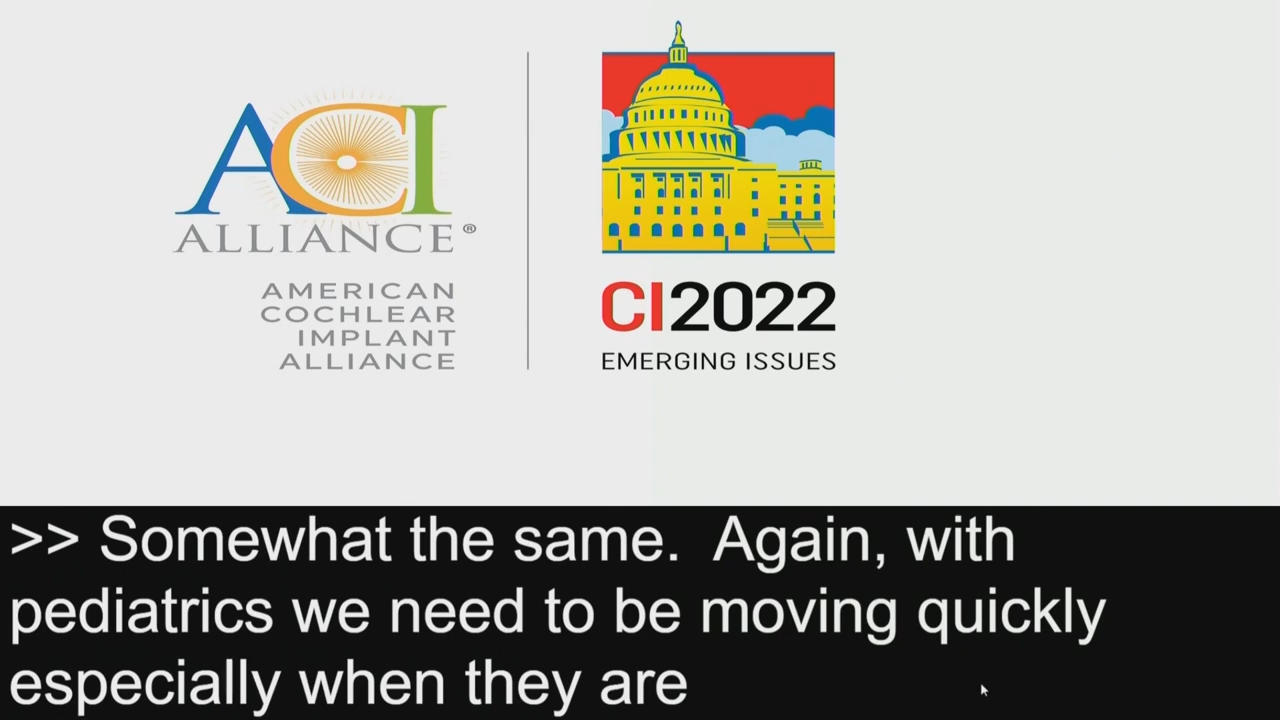 ACI
ALLIANCE®
AMERICAN
COCHLEAR
IMPLANT
ALLIANCE
CI2022
EMERGING ISSUES
>> Somewhat the same.  Again, with
pediatrics we need to be moving quickly
especially when they are